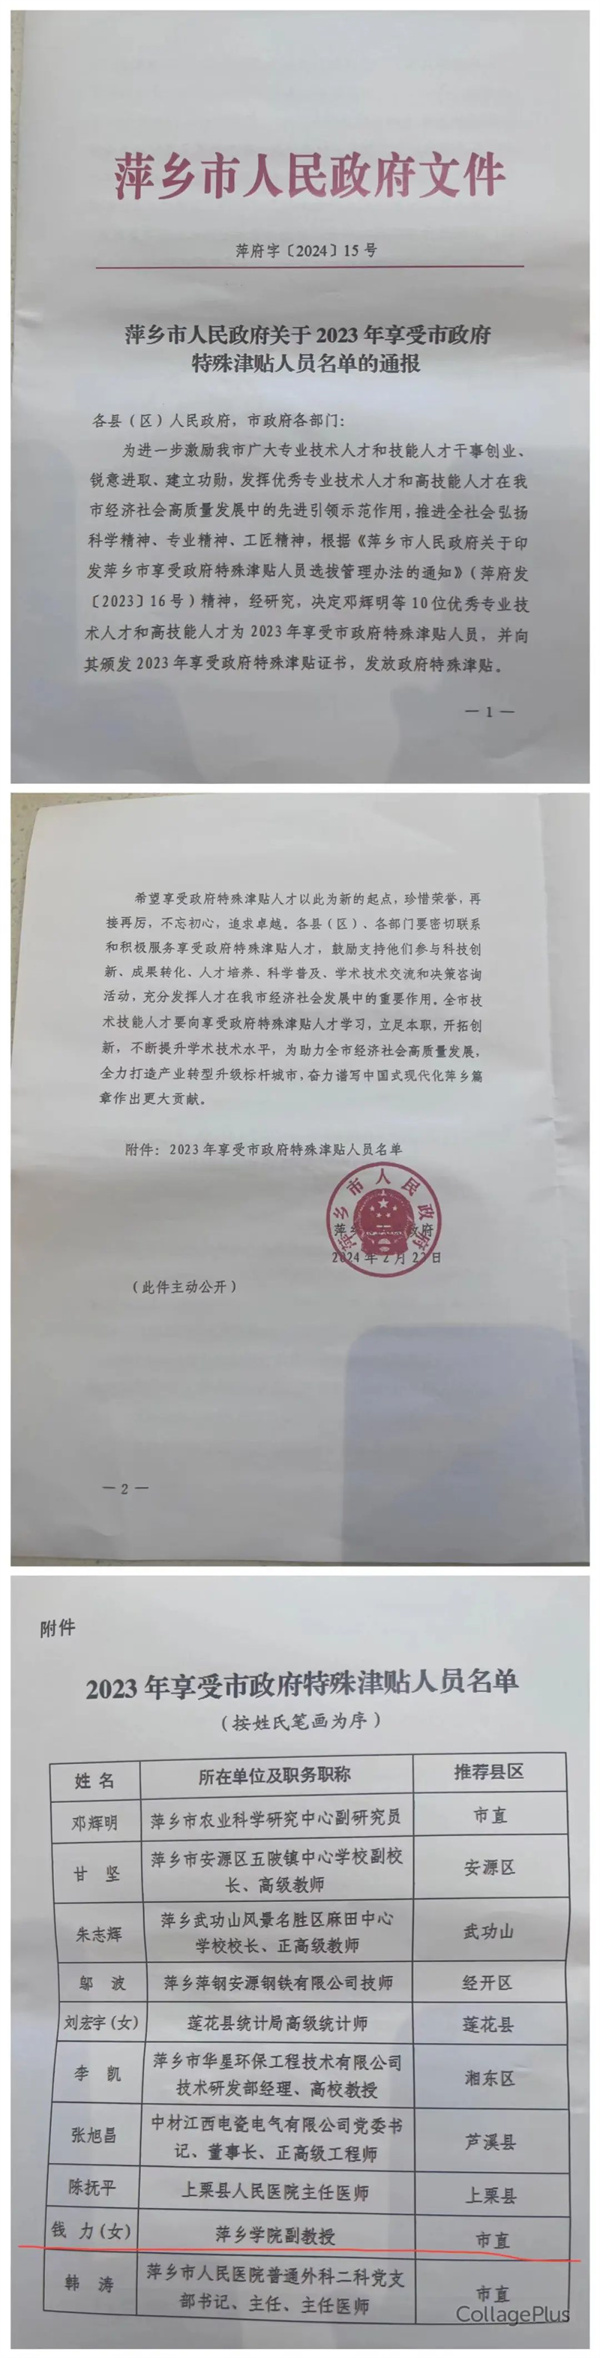 萍乡市人民政府文件
萍府字〔2024〕15号
萍乡市人民政府关于2023年享受市政府
特殊津贴人员名单的通报
各县（区）人民政府，市政府各部门：
为进一步激励我市广大专业技术人才和技能人才干事创业、
锐意进取、建立功勋，发挥优秀专业技术人才和高技能人才在我
市经济社会高质量发展中的先进引领示范作用，推进全社会弘扬
科学精神、专业精神、工匠精神，根据《萍乡市人民政府关于印
发萍乡市享受政府特殊津贴人员选拔管理办法的通知》（萍府发
〔2023〕16号）精神，经研究，决定邓辉明等10位优秀专业技
术人才和高技能人才为2023年享受市政府特殊津贴人员，并向
其颁发2023年享受政府特殊津贴证书，发放政府特殊津贴。
— 1 —
希望享受政府特殊津贴人才以此为新的起点，珍惜荣誉，再
接再厉，不忘初心，追求卓越。各县（区）、各部门要密切联系
和积极服务享受政府特殊津贴人才，鼓励支持他们参与科技创
新、成果转化、人才培养、科学普及、学术技术交流和决策咨询
活动，充分发挥人才在我市经济社会发展中的重要作用。全市技
术技能人才要向享受政府特殊津贴人才学习，立足本职，开拓创
新，不断提升学术技术水平，为助力全市经济社会高质量发展，
全力打造产业转型升级标杆城市，奋力谱写中国式现代化萍乡篇
章作出更大贡献。
附件：2023年享受市政府特殊津贴人员名单
萍乡市人民政府
2024年2月22日
（此件主动公开）
— 2 —
附件
2023年享受市政府特殊津贴人员名单
（按姓氏笔画为序）
姓名 所在单位及职务职称 推荐县区
邓辉明 萍乡市农业科学研究中心副研究员 市直
甘 坚 萍乡市安源区五陂镇中心学校副校
长、高级教师 安源区
朱志辉 萍乡武功山风景名胜区麻田中心
学校校长、正高级教师 武功山
邬 波 萍乡萍钢安源钢铁有限公司技师 经开区
刘宏宇（女） 莲花县统计局高级统计师 莲花县
李 凯 萍乡市华星环保工程技术有限公司
技术研发部经理、高校教授 湘东区
张旭昌 中材江西电瓷电气有限公司党委书
记、董事长、正高级工程师 芦溪县
陈抚平 上栗县人民医院主任医师 上栗县
钱 力（女） 萍乡学院副教授 市直
韩 涛 萍乡市人民医院普通外科二科党支
部书记、主任、主任医师 市直
CollagePlus